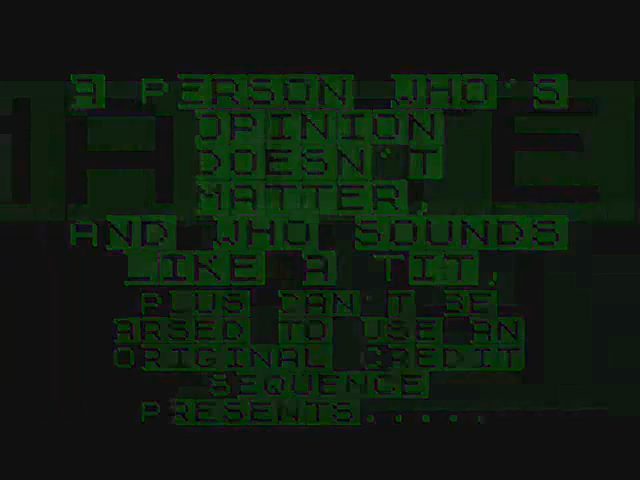 A PERSON WHO'S
OPINION
DOESN'T
MATTER,
AND WHO SOUNDS
LIKE A TIT,
PLUS CAN'T BE
ARSED TO USE AN
ORIGINAL CREDIT
SEQUENCE
PRESENTS.....